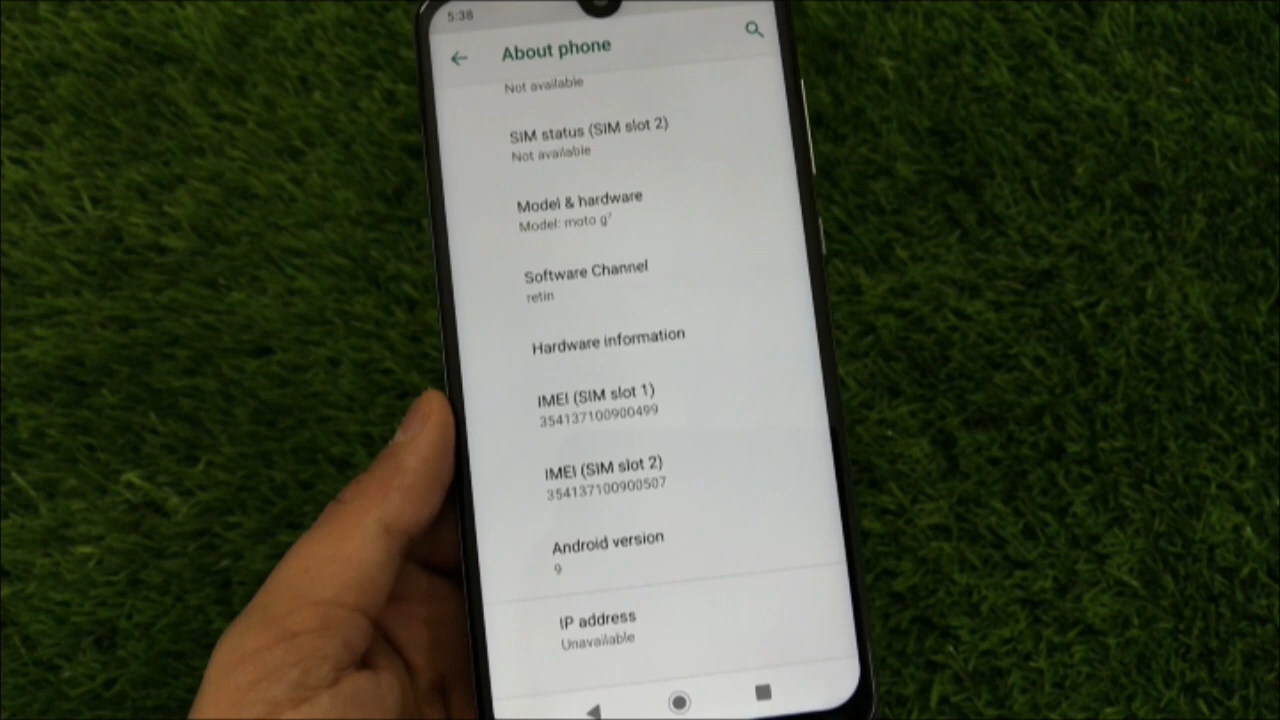 5:38
About phone
Not available
SIM status (SIM slot 2)
Not available
Model & hardware
Model: moto g⁷
Software Channel
retin
Hardware information
IMEI (SIM slot 1)
354137100900499
IMEI (SIM slot 2)
354137100900507
Android version
9
IP address
Unavailable